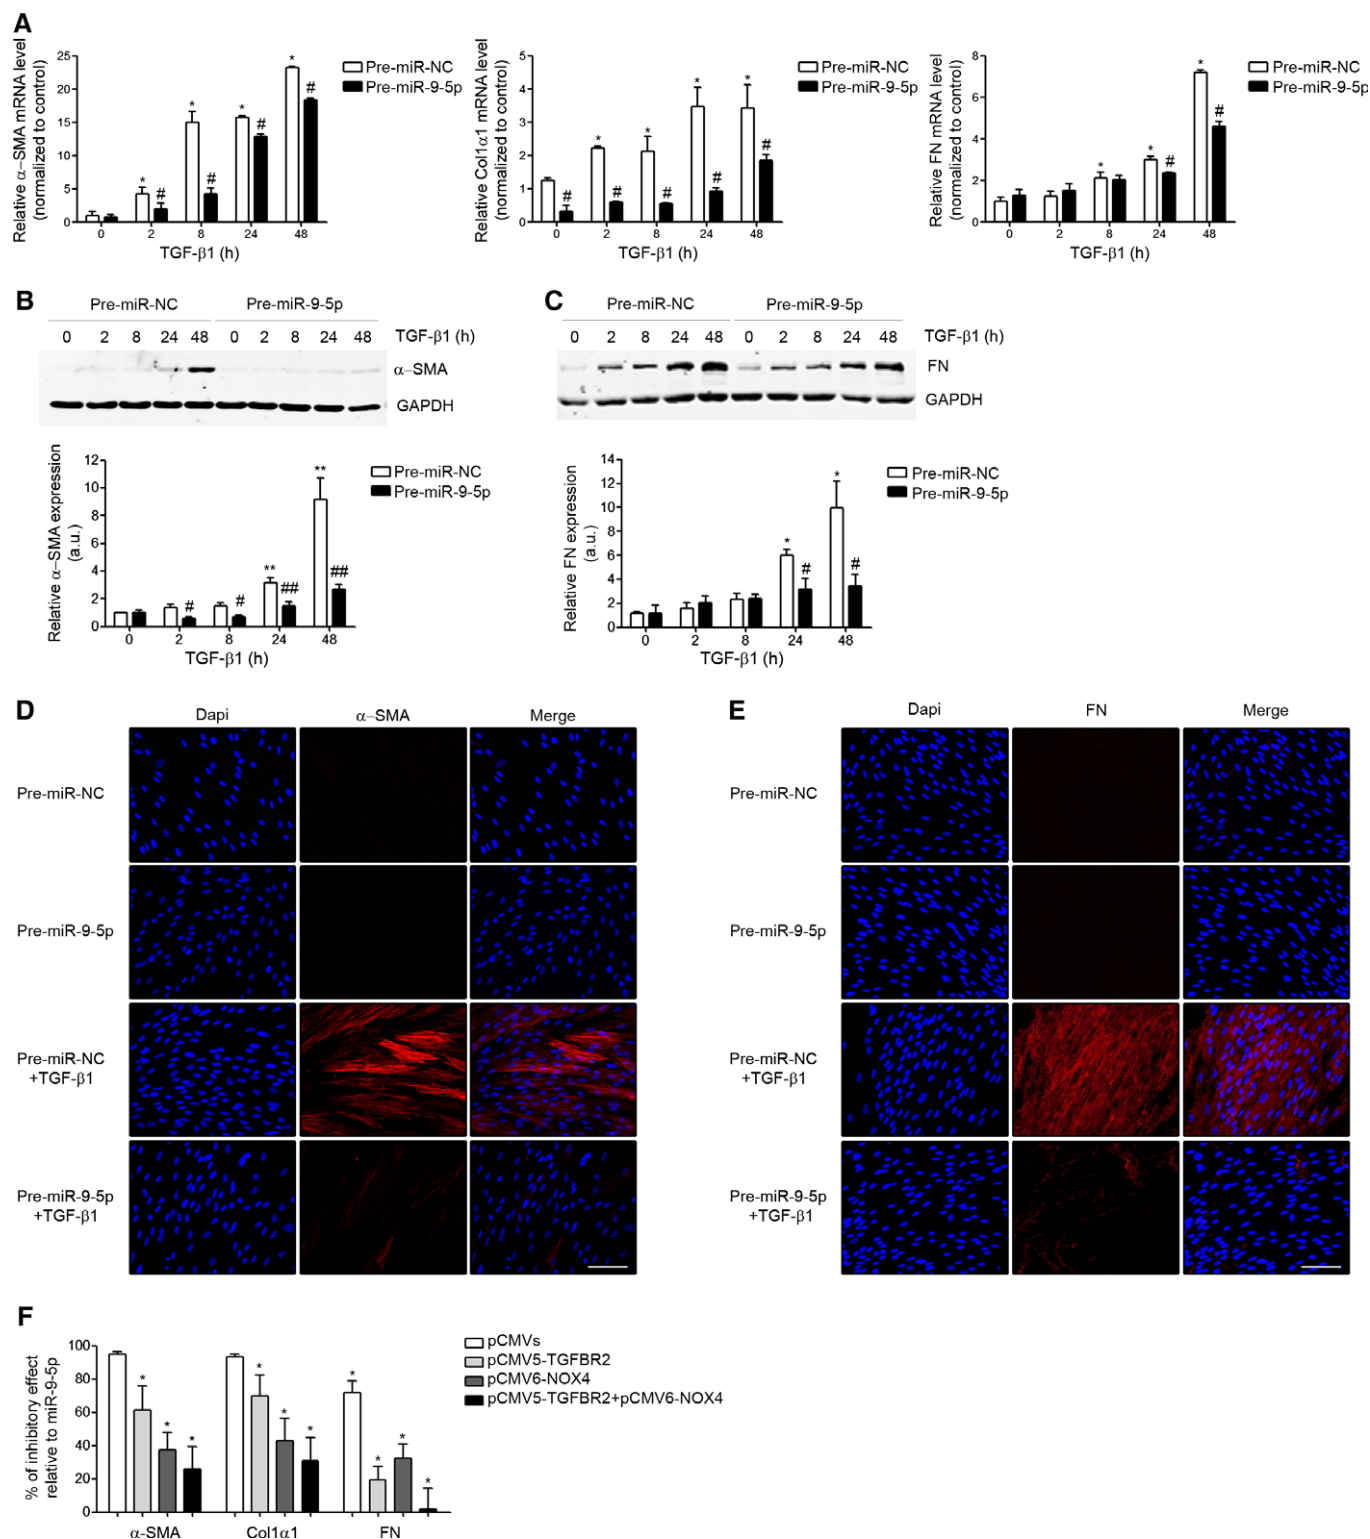 A
Relative α–SMA mRNA level
(normalized to control)
25
20
15
10
5
0
* * * *
# # # #
0 2 8 24 48
TGF-β1 (h)
Pre-miR-NC
Pre-miR-9-5p
Relative Col1α1 mRNA level
(normalized to control)
5
4
3
2
1
0
* * * *
# # # # #
0 2 8 24 48
TGF-β1 (h)
Pre-miR-NC
Pre-miR-9-5p
Relative FN mRNA level
(normalized to control)
8
6
4
2
0
* * *
# #
0 2 8 24 48
TGF-β1 (h)
Pre-miR-NC
Pre-miR-9-5p
B
Pre-miR-NC Pre-miR-9-5p
0 2 8 24 48 0 2 8 24 48 TGF-β1 (h)
α–SMA
GAPDH
Relative α–SMA expression
(a.u.)
12
10
8
6
4
2
0
** **
# # ## ##
0 2 8 24 48
TGF-β1 (h)
Pre-miR-NC
Pre-miR-9-5p
C
Pre-miR-NC Pre-miR-9-5p
0 2 8 24 48 0 2 8 24 48 TGF-β1 (h)
FN
GAPDH
Relative FN expression
(a.u.)
14
12
10
8
6
4
2
0
* *
# #
0 2 8 24 48
TGF-β1 (h)
Pre-miR-NC
Pre-miR-9-5p
D
Dapi α–SMA Merge
Pre-miR-NC
Pre-miR-9-5p
Pre-miR-NC
+TGF-β1
Pre-miR-9-5p
+TGF-β1
E
Dapi FN Merge
Pre-miR-NC
Pre-miR-9-5p
Pre-miR-NC
+TGF-β1
Pre-miR-9-5p
+TGF-β1
F
% of inhibitory effect
relative to miR-9-5p
100
80
60
40
20
0
* * * * * * * * * *
α-SMA Col1α1 FN
pCMVs
pCMV5-TGFBR2
pCMV6-NOX4
pCMV5-TGFBR2+pCMV6-NOX4